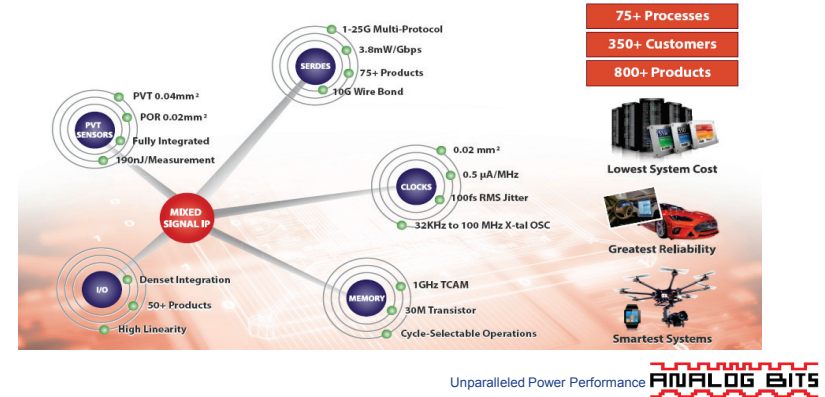 75+ Processes
350+ Customers
800+ Products
1-25G Multi-Protocol
3.8mW/Gbps
75+ Products
10G Wire Bond
SERDES
PVT 0.04mm²
POR 0.02mm²
Fully Integrated
190nJ/Measurement
PVT
SENSORS
0.02 mm²
0.5 µA/MHz
100fs RMS Jitter
32KHz to 100 MHz X-tal OSC
CLOCKS
MIXED
SIGNAL IP
Denset Integration
50+ Products
High Linearity
I/O
1GHz TCAM
30M Transistor
Cycle-Selectable Operations
MEMORY
Lowest System Cost
Greatest Reliability
Smartest Systems
Unparalleled Power Performance
ANALOG BITS